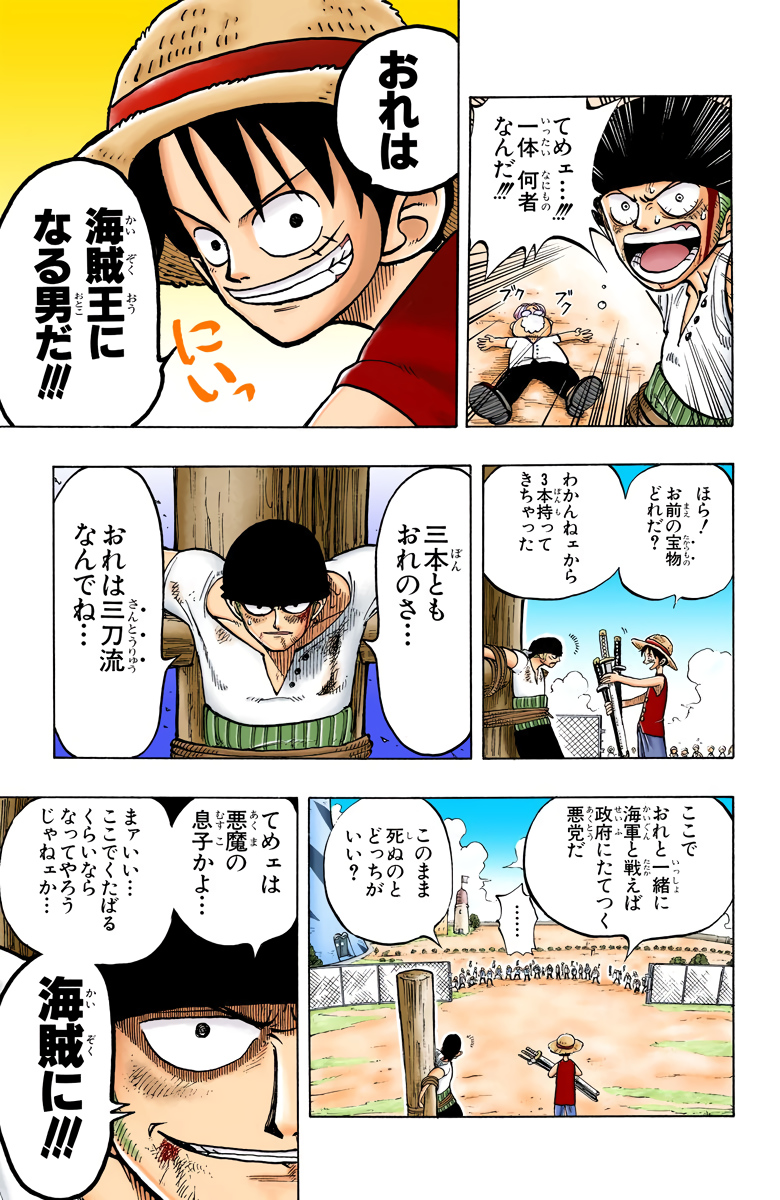 てめェ…!!!
一体 何者
なんだ!!!
ブク
ブク
おれは
海賊王に
なる男だ!!!
にいっ
ほら!
お前の宝物
どれだ?
わかんねェから
3本持って
きちゃった
三本とも
おれのさ…
おれは三刀流
なんでね…
ここで
おれと一緒に
海軍と戦えば
政府にたてつく
悪党だ
……
このまま
死ぬのと
どっちが
いい?
てめェは
悪魔の
息子かよ…
まァいい…
ここでくたばる
くらいなら
なってやろう
じゃねェか…
海賊に!!!